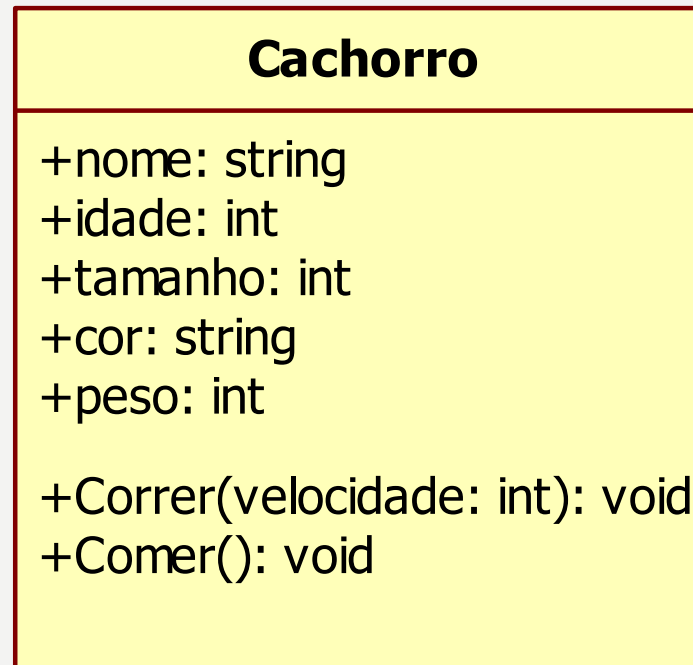 Cachorro
+nome: string
+idade: int
+tamanho: int
+cor: string
+peso: int
+Correr(velocidade: int): void
+Comer(): void